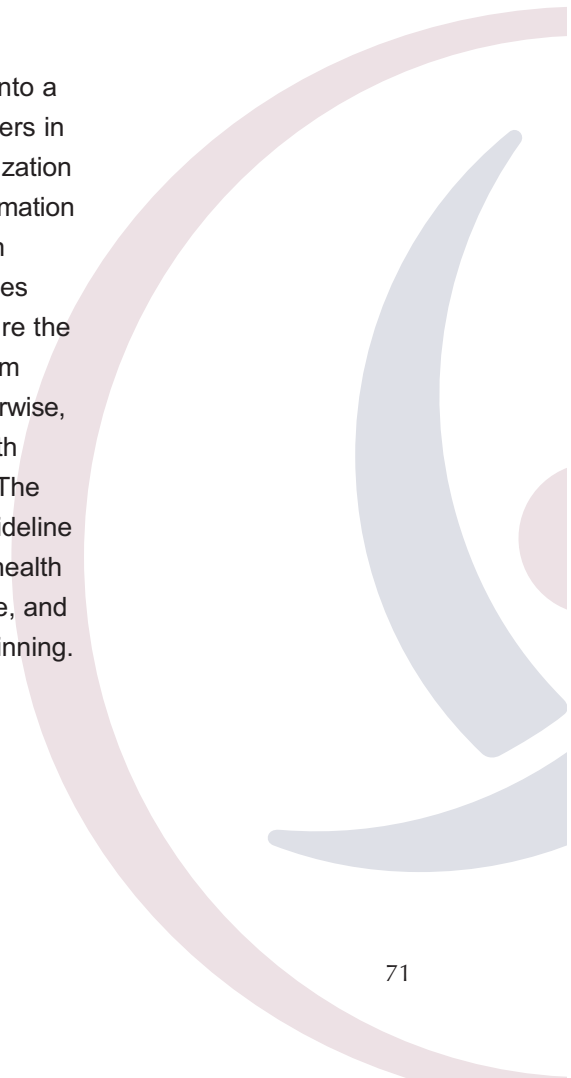 nto a
ers in
zation
mation
n
es
re the
m
rwise,
th
The
ideline
health
e, and
inning.
71